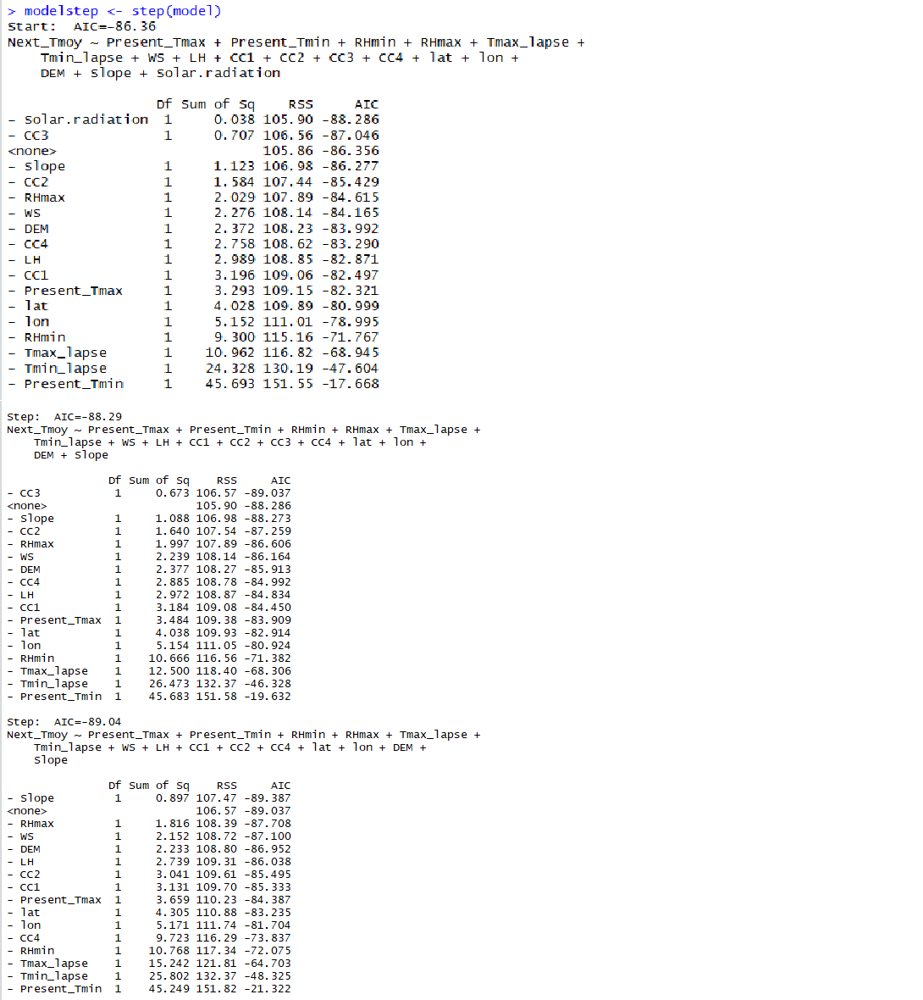 > modelstep <- step(model)
Start:  AIC=-86.36
Next_Tmoy ~ Present_Tmax + Present_Tmin + RHmin + RHmax + Tmax_lapse +
    Tmin_lapse + WS + LH + CC1 + CC2 + CC3 + CC4 + lat + lon +
    DEM + Slope + Solar.radiation
                  Df Sum of Sq    RSS     AIC
- Solar.radiation  1     0.038 105.90 -88.286
- CC3              1     0.707 106.56 -87.046
<none>                         105.86 -86.356
- Slope            1     1.123 106.98 -86.277
- CC2              1     1.584 107.44 -85.429
- RHmax            1     2.029 107.89 -84.615
- WS               1     2.276 108.14 -84.165
- DEM              1     2.372 108.23 -83.992
- CC4              1     2.758 108.62 -83.290
- LH               1     2.989 108.85 -82.871
- CC1              1     3.196 109.06 -82.497
- Present_Tmax     1     3.293 109.15 -82.321
- lat              1     4.028 109.89 -80.999
- lon              1     5.152 111.01 -78.995
- RHmin            1     9.300 115.16 -71.767
- Tmax_lapse       1    10.962 116.82 -68.945
- Tmin_lapse       1    24.328 130.19 -47.604
- Present_Tmin     1    45.693 151.55 -17.668
Step:  AIC=-88.29
Next_Tmoy ~ Present_Tmax + Present_Tmin + RHmin + RHmax + Tmax_lapse +
    Tmin_lapse + WS + LH + CC1 + CC2 + CC3 + CC4 + lat + lon +
    DEM + Slope
               Df Sum of Sq    RSS     AIC
- CC3           1     0.673 106.57 -89.037
<none>                      105.90 -88.286
- Slope         1     1.088 106.98 -88.273
- CC2           1     1.640 107.54 -87.259
- RHmax         1     1.997 107.89 -86.606
- WS            1     2.239 108.14 -86.164
- DEM           1     2.377 108.27 -85.913
- CC4           1     2.885 108.78 -84.992
- LH            1     2.972 108.87 -84.834
- CC1           1     3.184 109.08 -84.450
- Present_Tmax  1     3.484 109.38 -83.909
- lat           1     4.038 109.93 -82.914
- lon           1     5.154 111.05 -80.924
- RHmin         1    10.666 116.56 -71.382
- Tmax_lapse    1    12.500 118.40 -68.306
- Tmin_lapse    1    26.473 132.37 -46.328
- Present_Tmin  1    45.683 151.58 -19.632
Step:  AIC=-89.04
Next_Tmoy ~ Present_Tmax + Present_Tmin + RHmin + RHmax + Tmax_lapse +
    Tmin_lapse + WS + LH + CC1 + CC2 + CC4 + lat + lon + DEM +
    Slope
               Df Sum of Sq    RSS     AIC
- Slope         1     0.897 107.47 -89.387
<none>                      106.57 -89.037
- RHmax         1     1.816 108.39 -87.708
- WS            1     2.152 108.72 -87.100
- DEM           1     2.233 108.80 -86.952
- LH            1     2.739 109.31 -86.038
- CC2           1     3.041 109.61 -85.495
- CC1           1     3.131 109.70 -85.333
- Present_Tmax  1     3.659 110.23 -84.387
- lat           1     4.305 110.88 -83.235
- lon           1     5.171 111.74 -81.704
- CC4           1     9.723 116.29 -73.837
- RHmin         1    10.768 117.34 -72.075
- Tmax_lapse    1    15.242 121.81 -64.703
- Tmin_lapse    1    25.802 132.37 -48.325
- Present_Tmin  1    45.249 151.82 -21.322